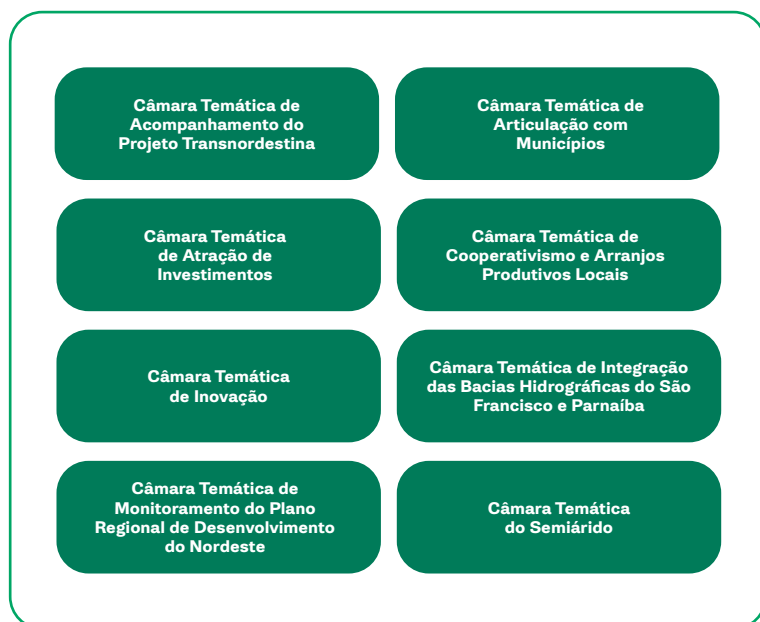 Câmara Temática de
Acompanhamento do
Projeto Transnordestina
Câmara Temática de
Articulação com
Municípios
Câmara Temática
de Atração de
Investimentos
Câmara Temática de
Cooperativismo e Arranjos
Produtivos Locais
Câmara Temática
de Inovação
Câmara Temática de Integração
das Bacias Hidrográficas do São
Francisco e Parnaíba
Câmara Temática de
Monitoramento do Plano
Regional de Desenvolvimento
do Nordeste
Câmara Temática
do Semiárido